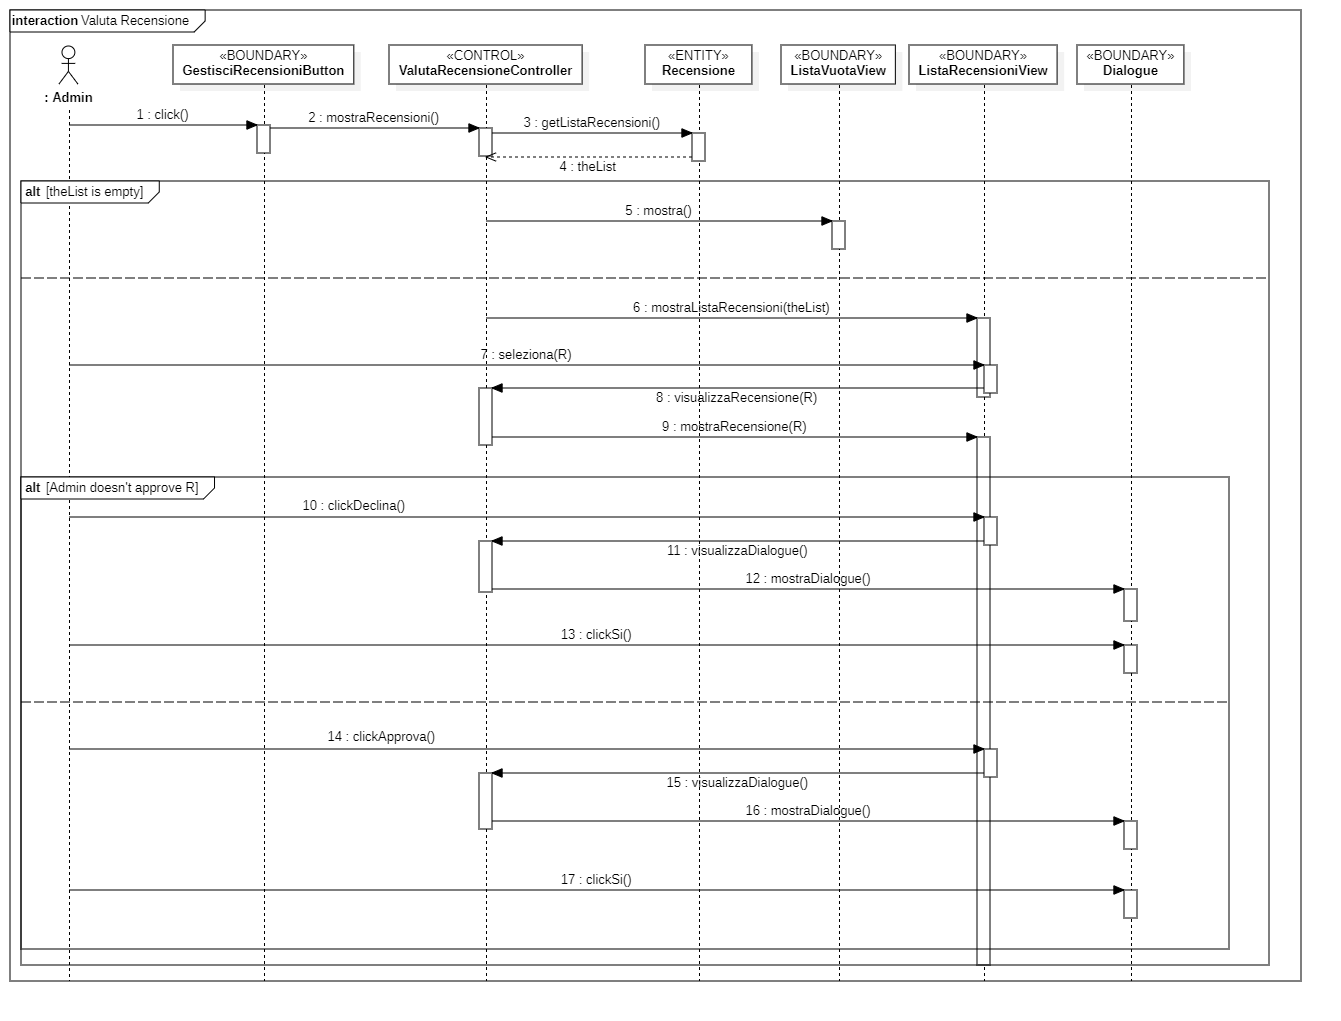 interaction Valuta Recensione
«BOUNDARY»
GestisciRecensioniButton
«CONTROL»
ValutaRecensioneController
«ENTITY»
Recensione
«BOUNDARY»
ListaVuotaView
«BOUNDARY»
ListaRecensioniView
«BOUNDARY»
Dialogue
: Admin
1 : click()
2 : mostraRecensioni()
3 : getListaRecensioni()
4 : theList
alt [theList is empty]
5 : mostra()
6 : mostraListaRecensioni(theList)
7 : seleziona(R)
8 : visualizzaRecensione(R)
9 : mostraRecensione(R)
alt [Admin doesn't approve R]
10 : clickDeclina()
11 : visualizzaDialogue()
12 : mostraDialogue()
13 : clickSi()
14 : clickApprova()
15 : visualizzaDialogue()
16 : mostraDialogue()
17 : clickSi()